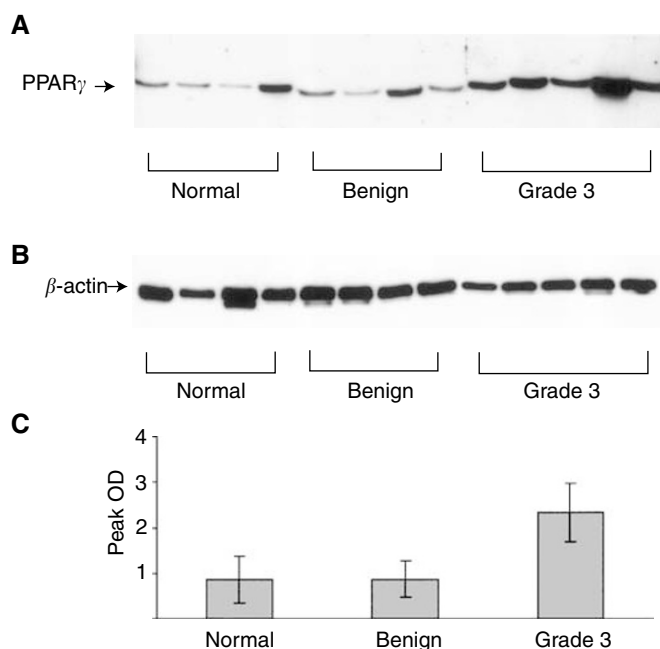 A
PPARγ
Normal Benign Grade 3
B
β-actin
Normal Benign Grade 3
C
4
3
2
1
Peak OD
Normal Benign Grade 3